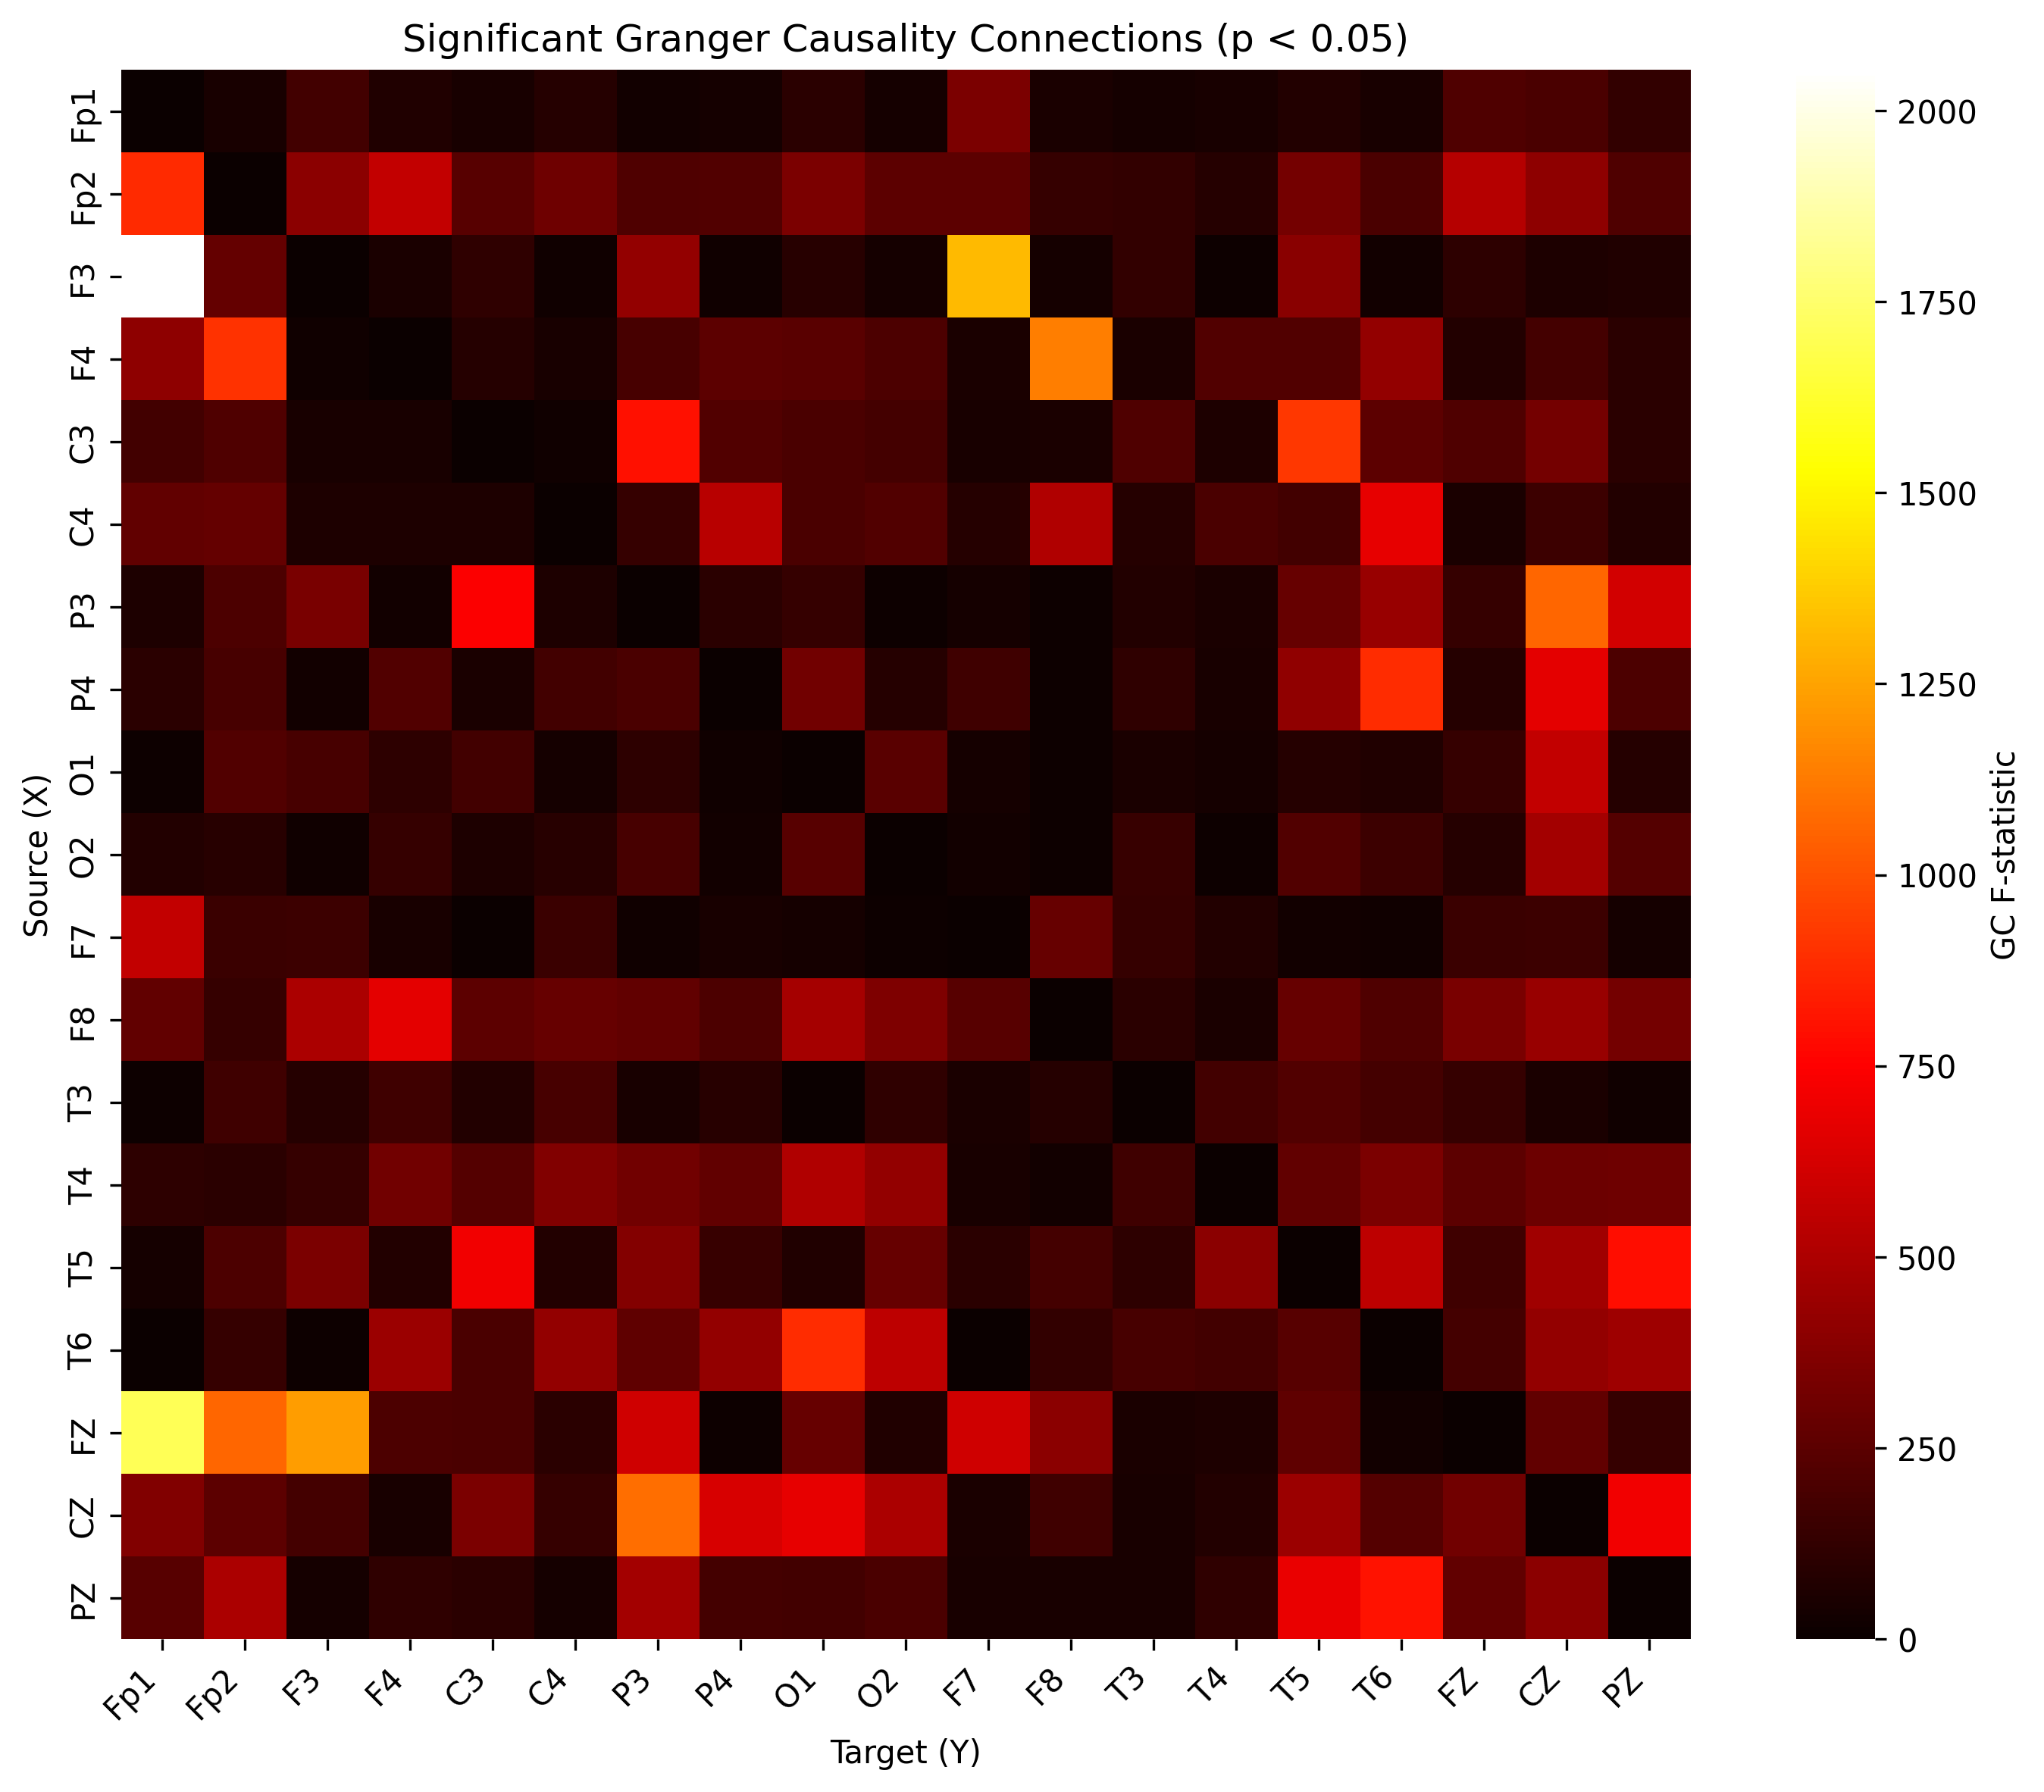 Significant Granger Causality Connections (p < 0.05)
Source (X)
Fp1
Fp2
F3
F4
C3
C4
P3
P4
O1
O2
F7
F8
T3
T4
T5
T6
FZ
CZ
PZ
Fp1 Fp2 F3 F4 C3 C4 P3 P4 O1 O2 F7 F8 T3 T4 T5 T6 FZ CZ PZ
Target (Y)
2000
1750
1500
1250
1000
750
500
250
0
GC F-statistic